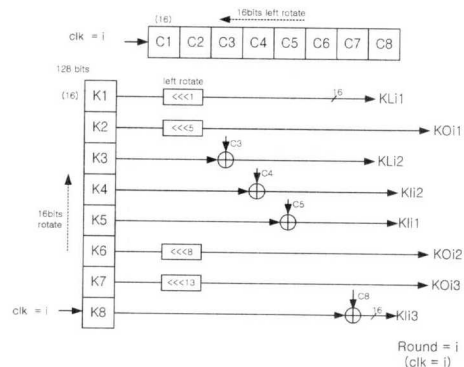 16bits left rotate
(16)
clk = i
C1 C2 C3 C4 C5 C6 C7 C8
128 bits
left rotate
(16) K1 <<<1 16 KLi1
K2 <<<5 KOi1
C3
K3 KLi2
C4
K4 KIi2
C5
K5 KIi1
16bits
rotate
K6 <<<8 KOi2
K7 <<<13 KOi3
C8
clk = i K8 16 KIi3
Round = i
(clk = i)